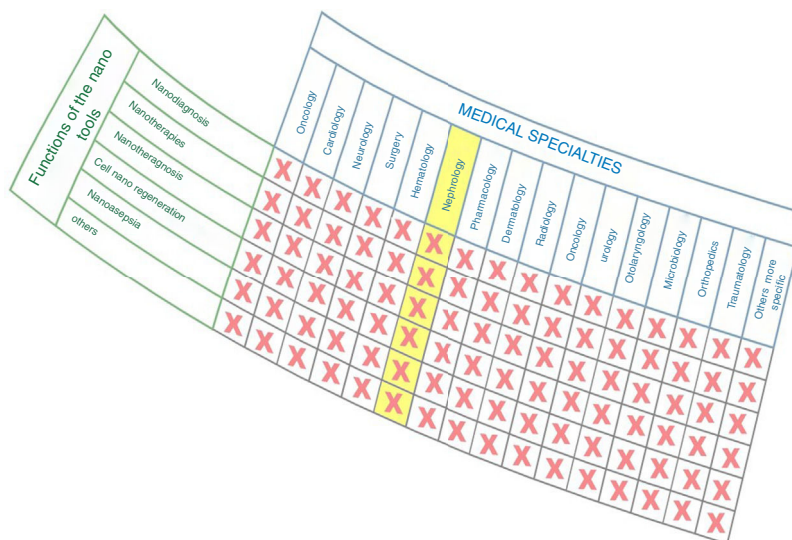 Functions of the nano
tools
Nanodiagnosis
Nanotherapies
Nanotheragnosis
Cell nano regeneration
Nanoasepsia
others
MEDICAL SPECIALTIES
Oncology
Cardiology
Neurology
Surgery
Hematology
Nephrology
Pharmacology
Dermatology
Radiology
Oncology
urology
Otolaryngology
Microbiology
Orthopedics
Traumatology
Others more
specific
X X X X X X X X X X X X X X X X
X X X X X X X X X X X X X X X X
X X X X X X X X X X X X X X X X
X X X X X X X X X X X X X X X X
X X X X X X X X X X X X X X X X
X X X X X X X X X X X X X X X X